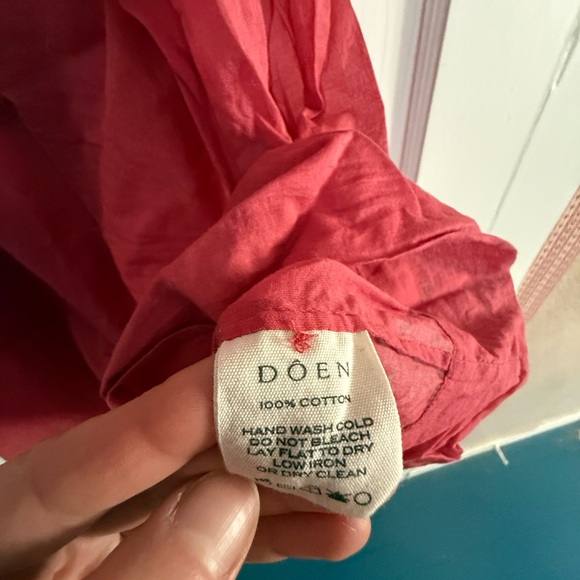 DÔEN
100% COTTON
HAND WASH COLD
DO NOT BLEACH
LAY FLAT TO DRY
LOW IRON
OR DRY CLEAN